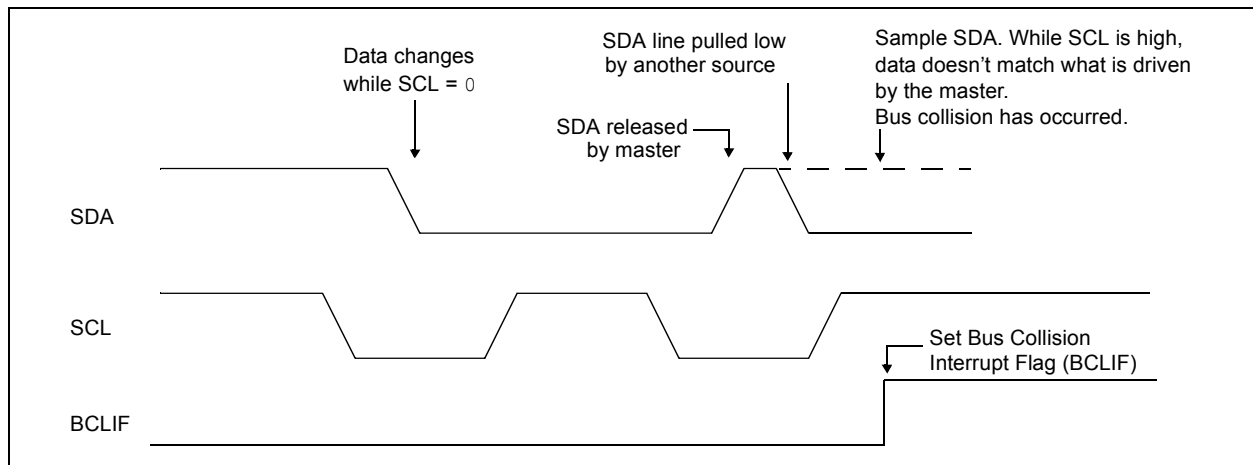 Data changes
while SCL = 0
SDA line pulled low
by another source
Sample SDA. While SCL is high,
data doesn’t match what is driven
by the master.
Bus collision has occurred.
SDA released
by master
SDA
SCL
Set Bus Collision
Interrupt Flag (BCLIF)
BCLIF